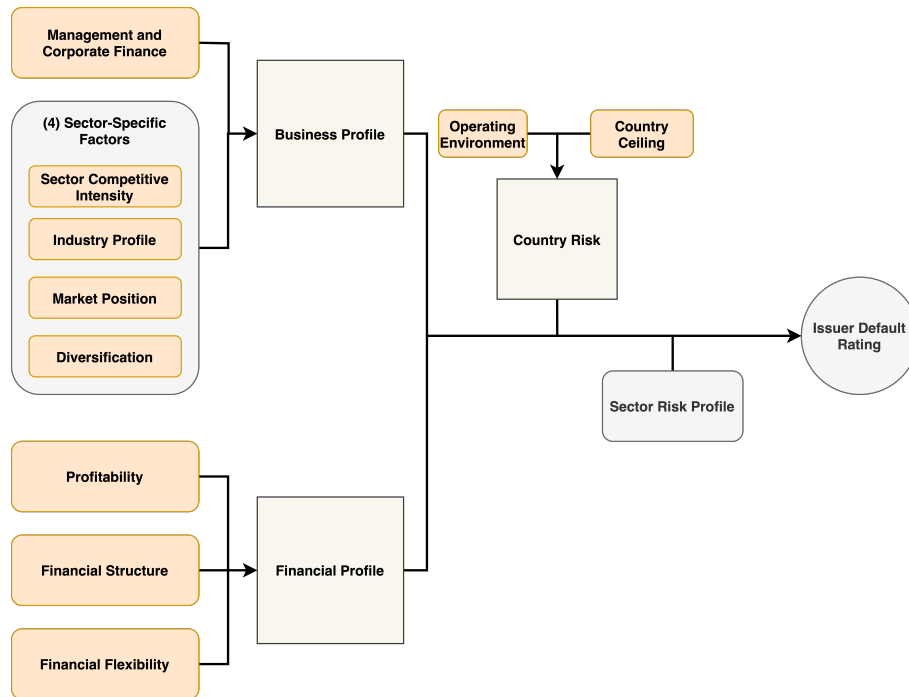 Management and
Corporate Finance
(4) Sector-Specific
Factors
Sector Competitive
Intensity
Industry Profile
Market Position
Diversification
Business Profile
Operating
Environment
Country
Ceiling
Country Risk
Issuer Default
Rating
Sector Risk Profile
Profitability
Financial Structure
Financial Flexibility
Financial Profile